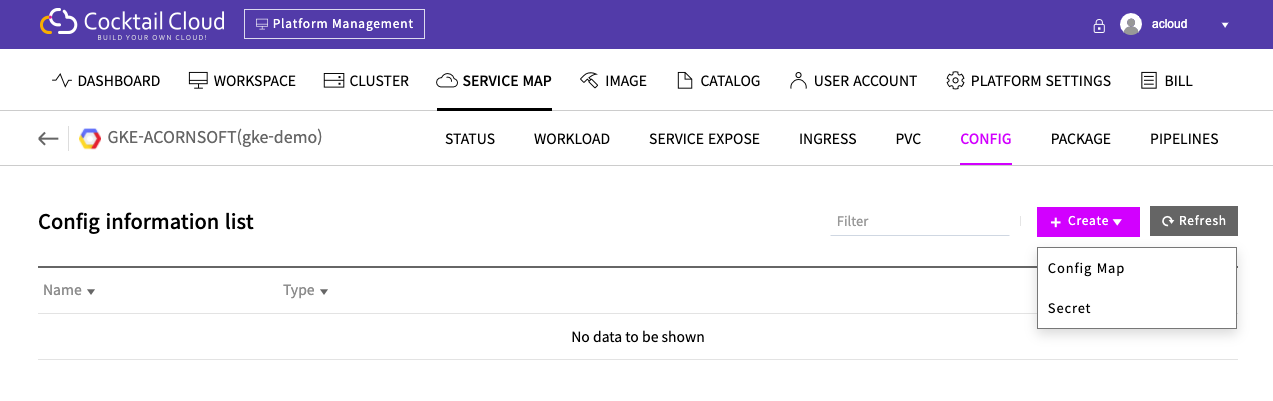 Cocktail Cloud
BUILD YOUR OWN CLOUD!
Platform Management
acloud
DASHBOARD WORKSPACE CLUSTER SERVICE MAP IMAGE CATALOG USER ACCOUNT PLATFORM SETTINGS BILL
GKE-ACORNSOFT(gke-demo) STATUS WORKLOAD SERVICE EXPOSE INGRESS PVC CONFIG PACKAGE PIPELINES
Config information list Filter + Create Refresh
Config Map
Secret
Name Type
No data to be shown